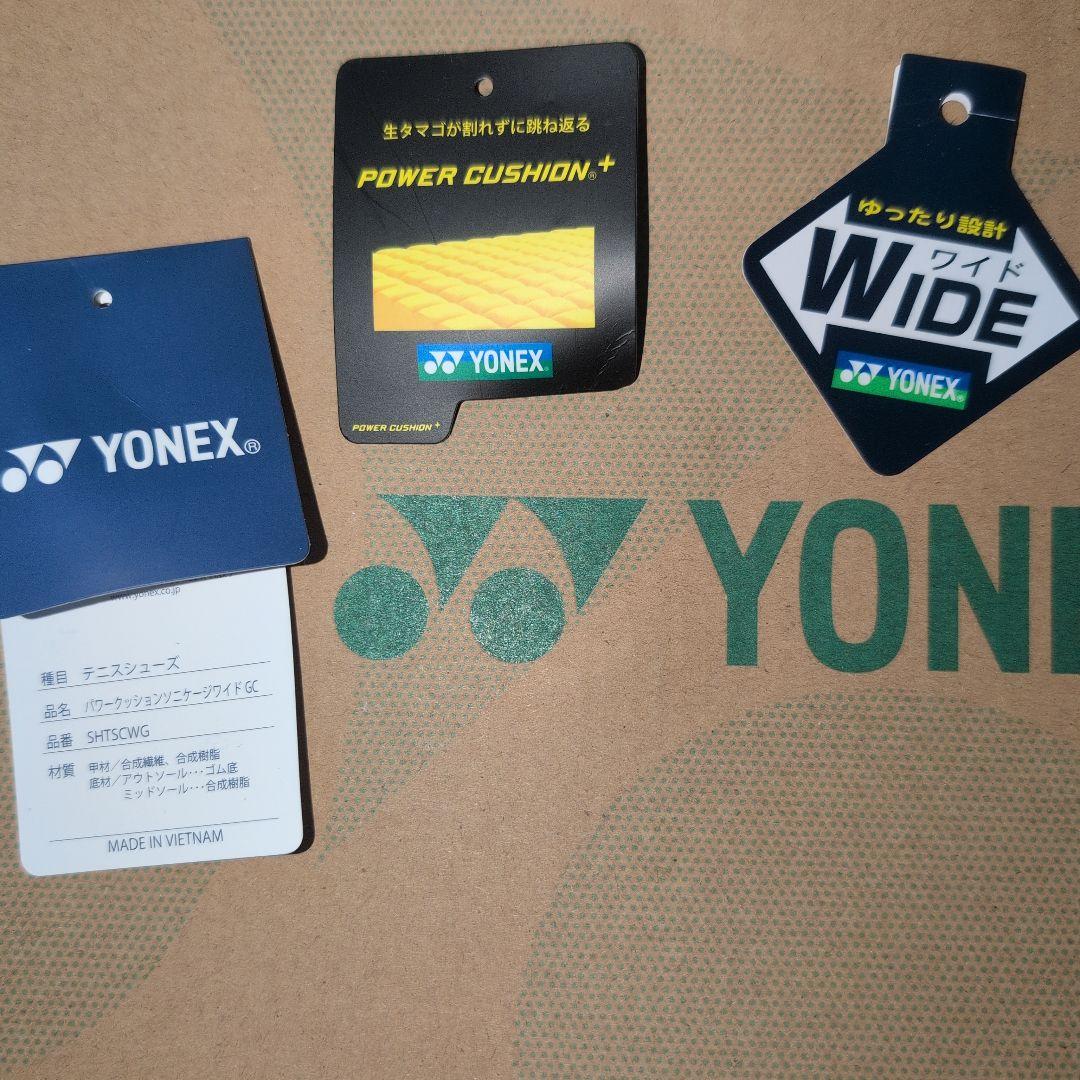 生タマゴが割れずに跳ね返る
POWER CUSHION®+
YONEX®
POWER CUSHION+
ゆったり設計
ワイド
WIDE
YONEX®
YONEX®
www.yonex.co.jp
種目 テニスシューズ
品名 パワークッションソニケージワイドGC
品番 SHTSCWG
材質 甲材/合成繊維、合成樹脂
底材/アウトソール･･･ゴム底
ミッドソール･･･合成樹脂
MADE IN VIETNAM
YONE